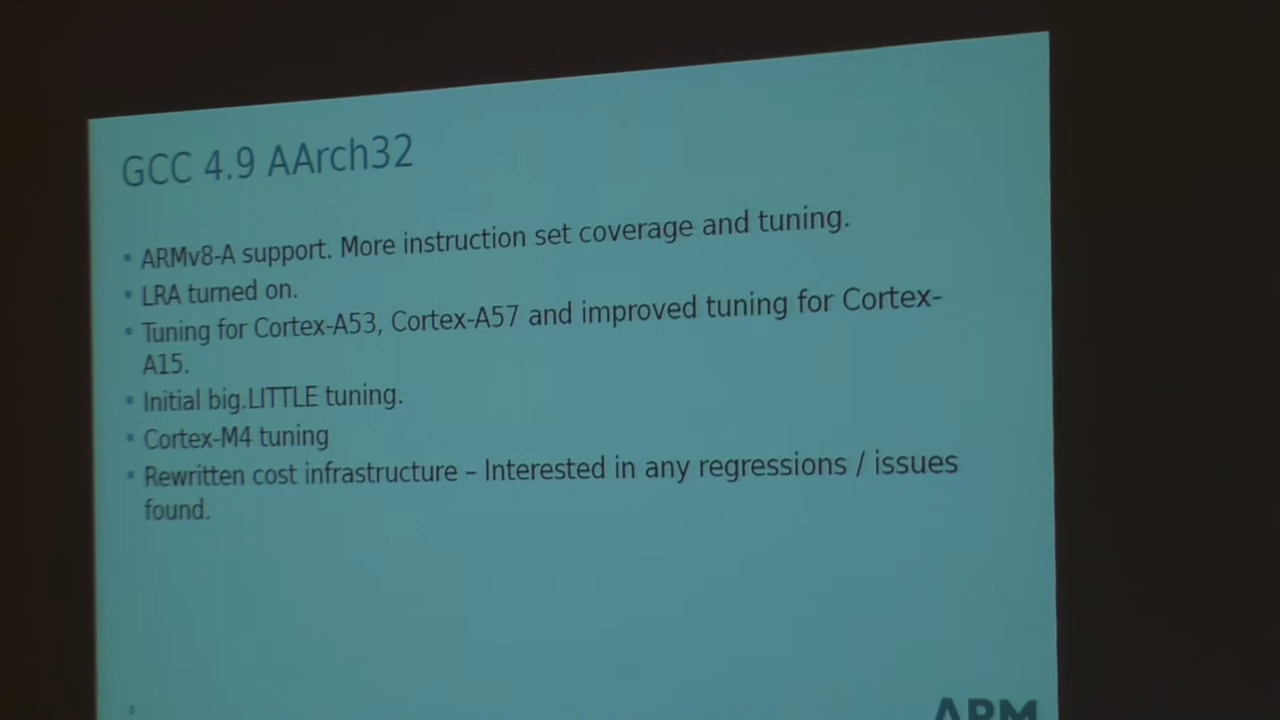 GCC 4.9 AArch32
▪ ARMv8-A support. More instruction set coverage and tuning.
▪ LRA turned on.
▪ Tuning for Cortex-A53, Cortex-A57 and improved tuning for Cortex-
A15.
▪ Initial big.LITTLE tuning.
▪ Cortex-M4 tuning
▪ Rewritten cost infrastructure – Interested in any regressions / issues
found.
ARM